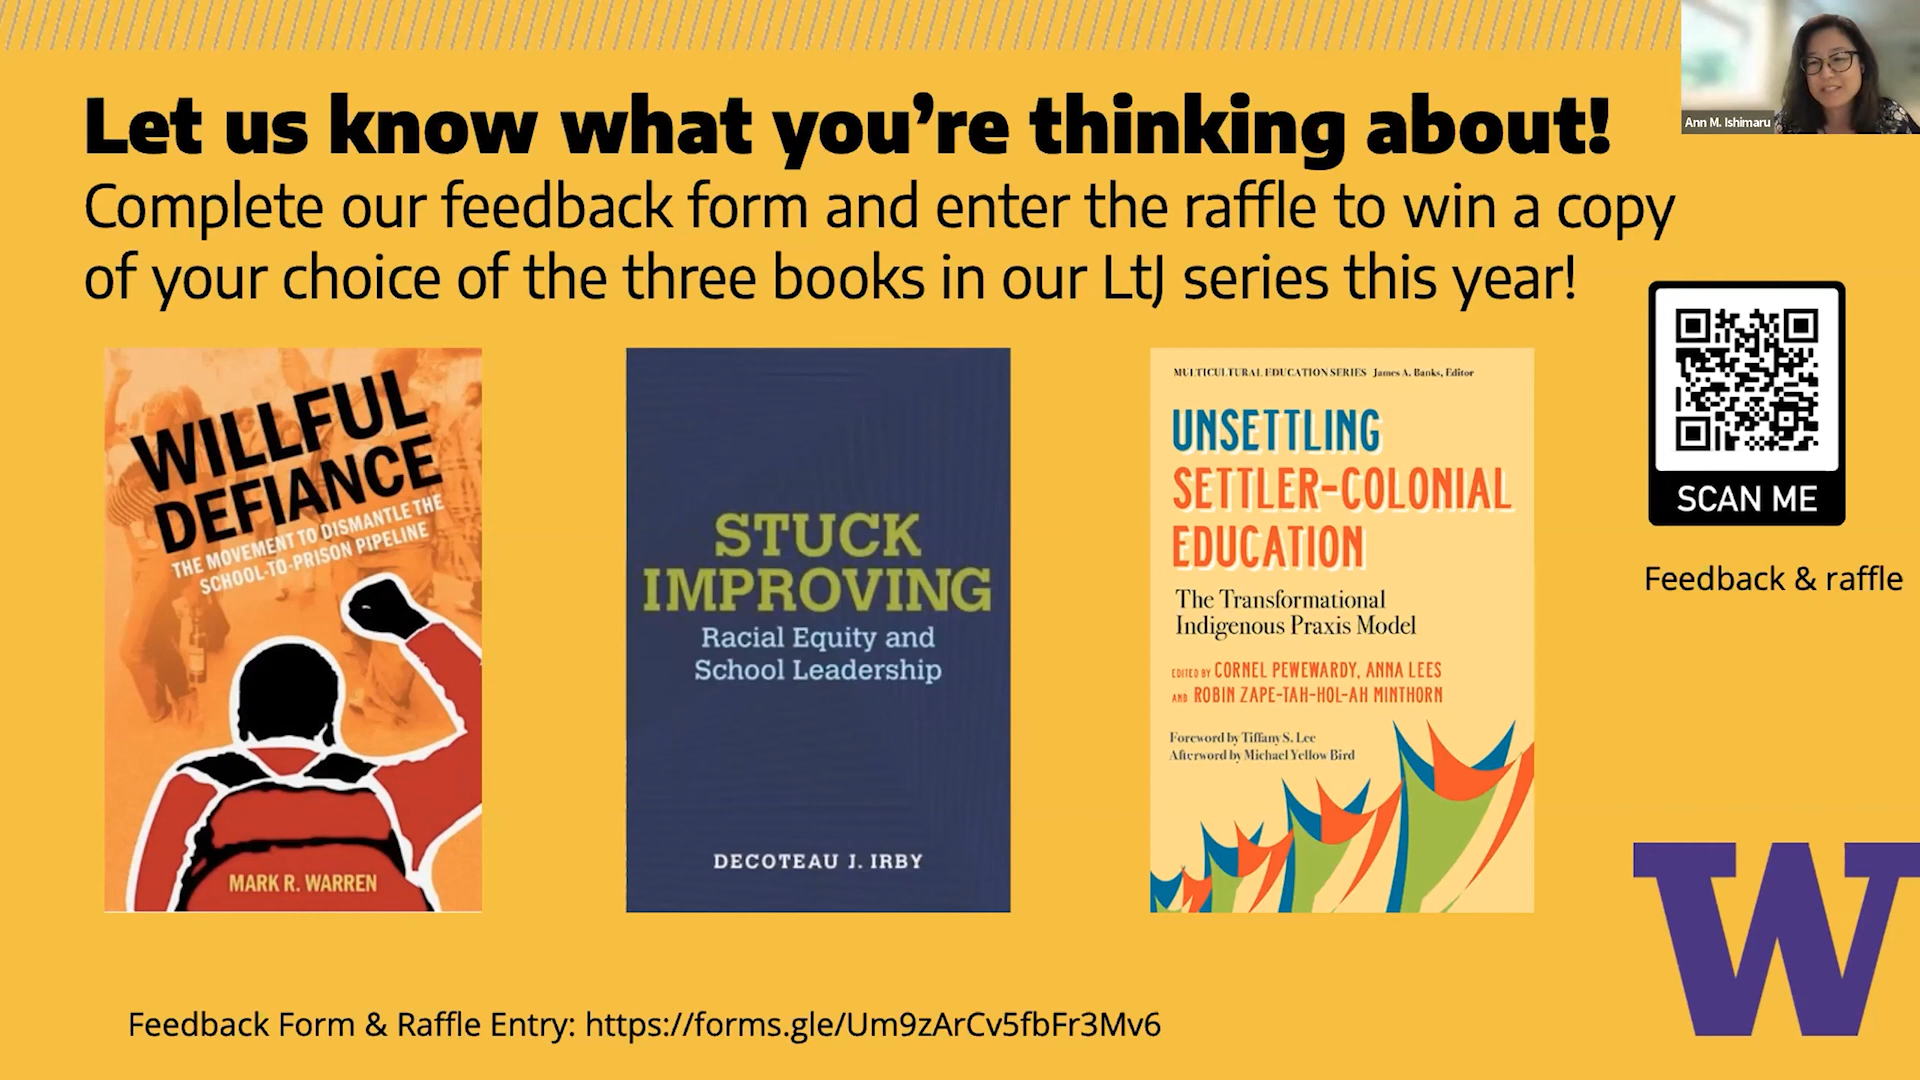 Let us know what you're thinking about!
Complete our feedback form and enter the raffle to win a copy
of your choice of the three books in our LtJ series this year!
Ann M. Ishimaru
WILLFUL
DEFIANCE
THE MOVEMENT TO DISMANTLE THE
SCHOOL-TO-PRISON PIPELINE
MARK R. WARREN
STUCK
IMPROVING
Racial Equity and
School Leadership
DECOTEAU J. IRBY
MULTICULTURAL EDUCATION SERIES James A. Banks, Editor
UNSETTLING
SETTLER-COLONIAL
EDUCATION
The Transformational
Indigenous Praxis Model
EDITED BY CORNEL PEWEWARDY, ANNA LEES
AND ROBIN ZAPE-TAH-HOL-AH MINTHORN
Foreword by Tiffany S. Lee
Afterword by Michael Yellow Bird
SCAN ME
Feedback & raffle
W
Feedback Form & Raffle Entry: https://forms.gle/Um9zArCv5fbFr3Mv6